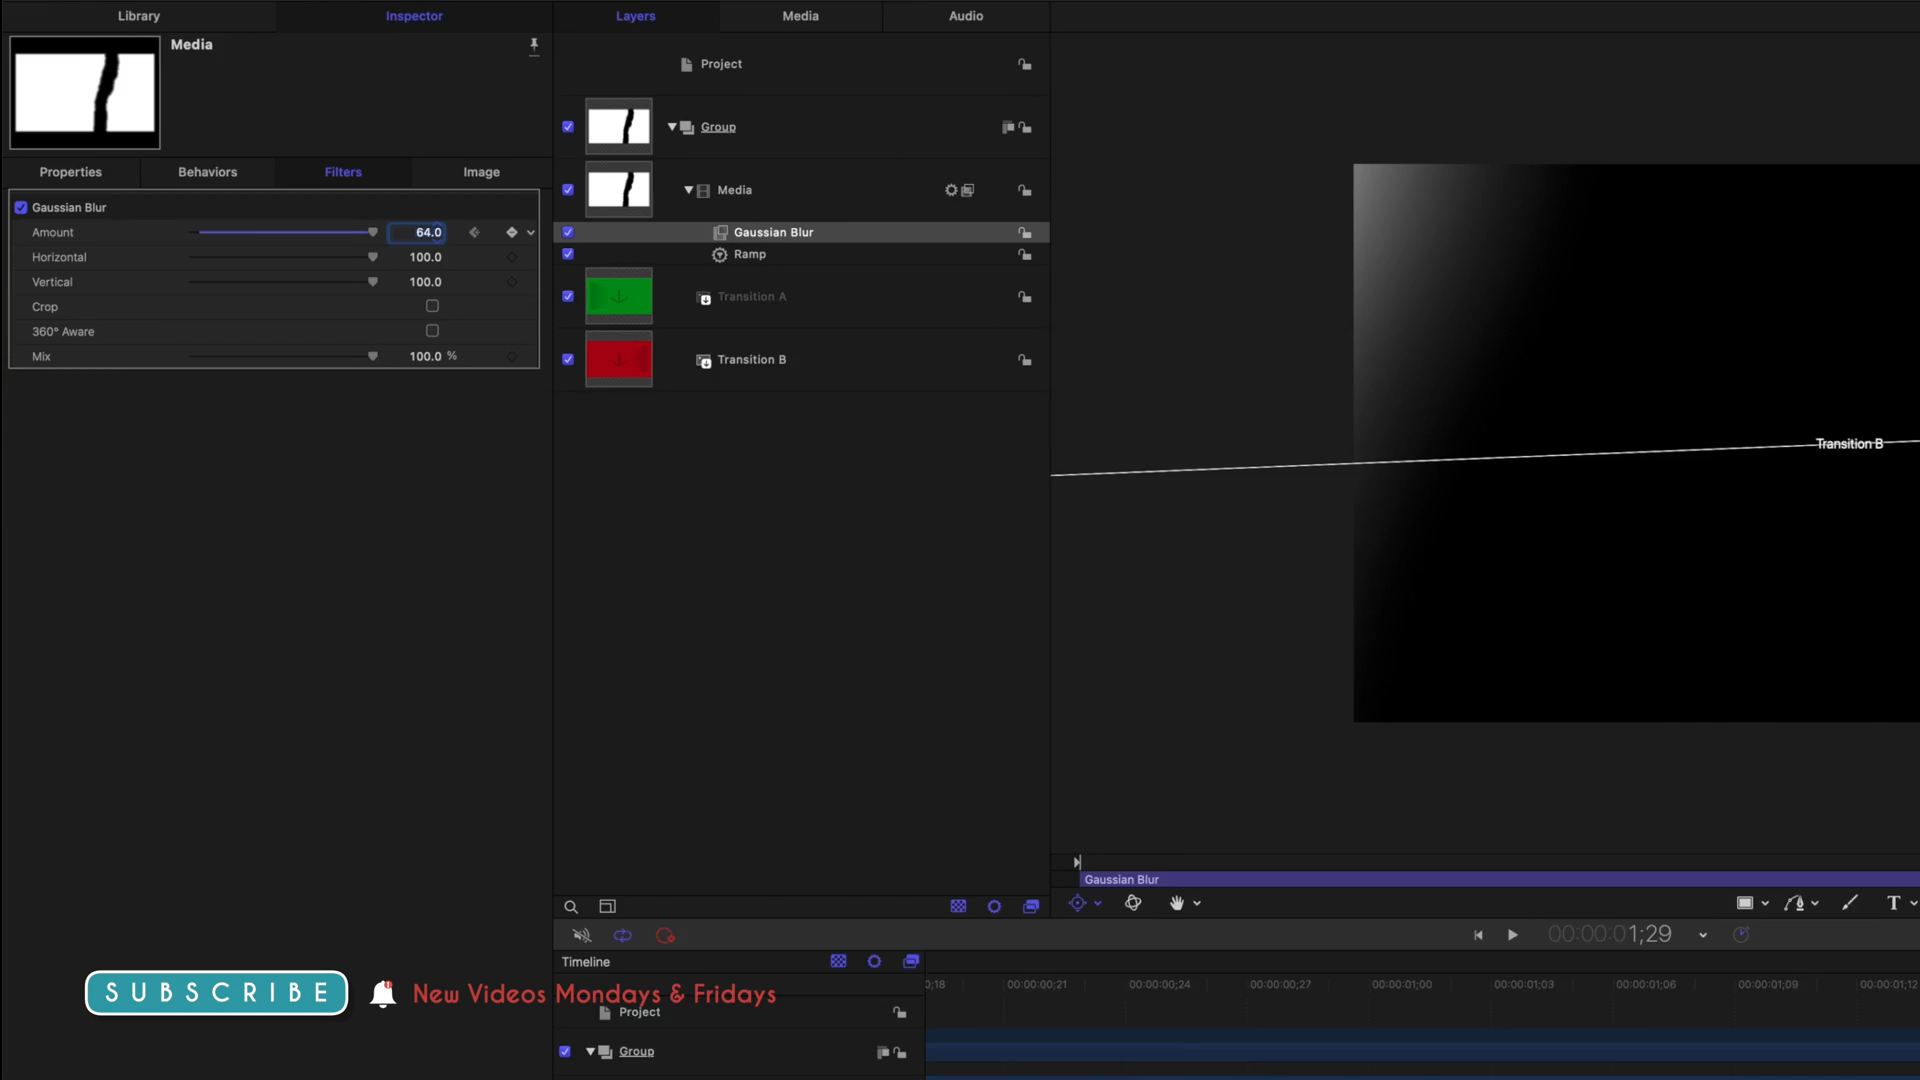 Library
Inspector
Layers
Media
Audio
Media
Project
Group
Properties
Behaviors
Filters
Image
Media
Gaussian Blur
Amount
64.0
Gaussian Blur
Horizontal
100.0
Ramp
Vertical
100.0
Crop
Transition A
360° Aware
Mix
100.0 %
Transition B
Transition B
Gaussian Blur
T
00:00:01;29
Timeline
0;18
00:00:00;21
00:00:00;24
00:00:00;27
00:00:01;00
00:00:01;03
00:00:01;06
00:00:01;09
00:00:01;12
SUBSCRIBE
New Videos Mondays & Fridays
Project
Group